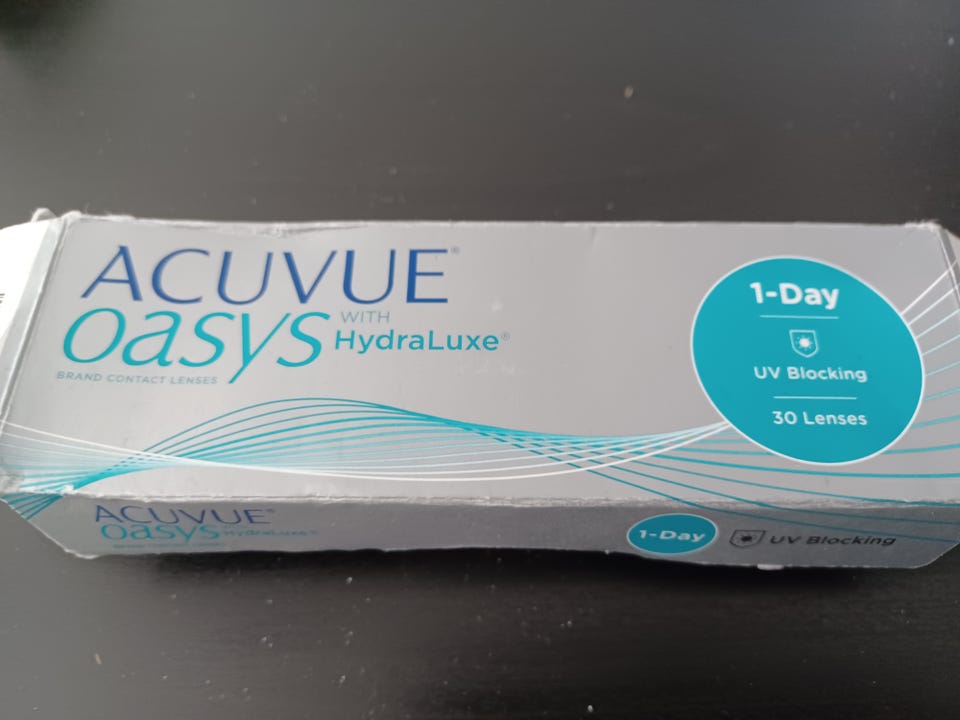 ACUVUE®
oasys WITH
HydraLuxe®
BRAND CONTACT LENSES
1-Day
UV Blocking
30 Lenses
ACUVUE®
oasys HydraLuxe®
1-Day UV Blocking